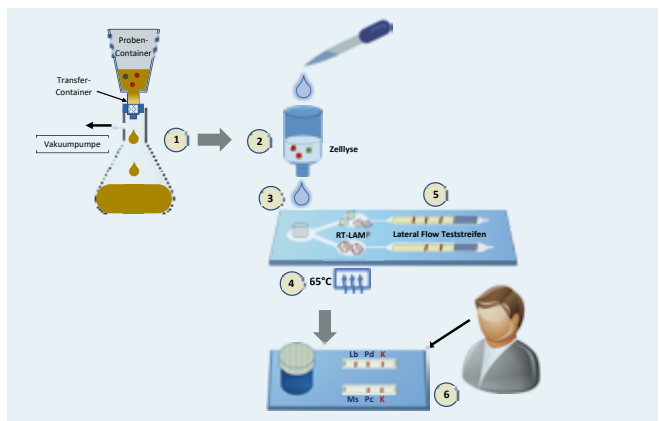 Proben-
Container
Transfer-
Container
Vakuumpumpe
1
2
Zelllyse
3
5
RT-LAMP
Lateral Flow Teststreifen
4
65°C
Lb Pd K
Ms Pc K
6